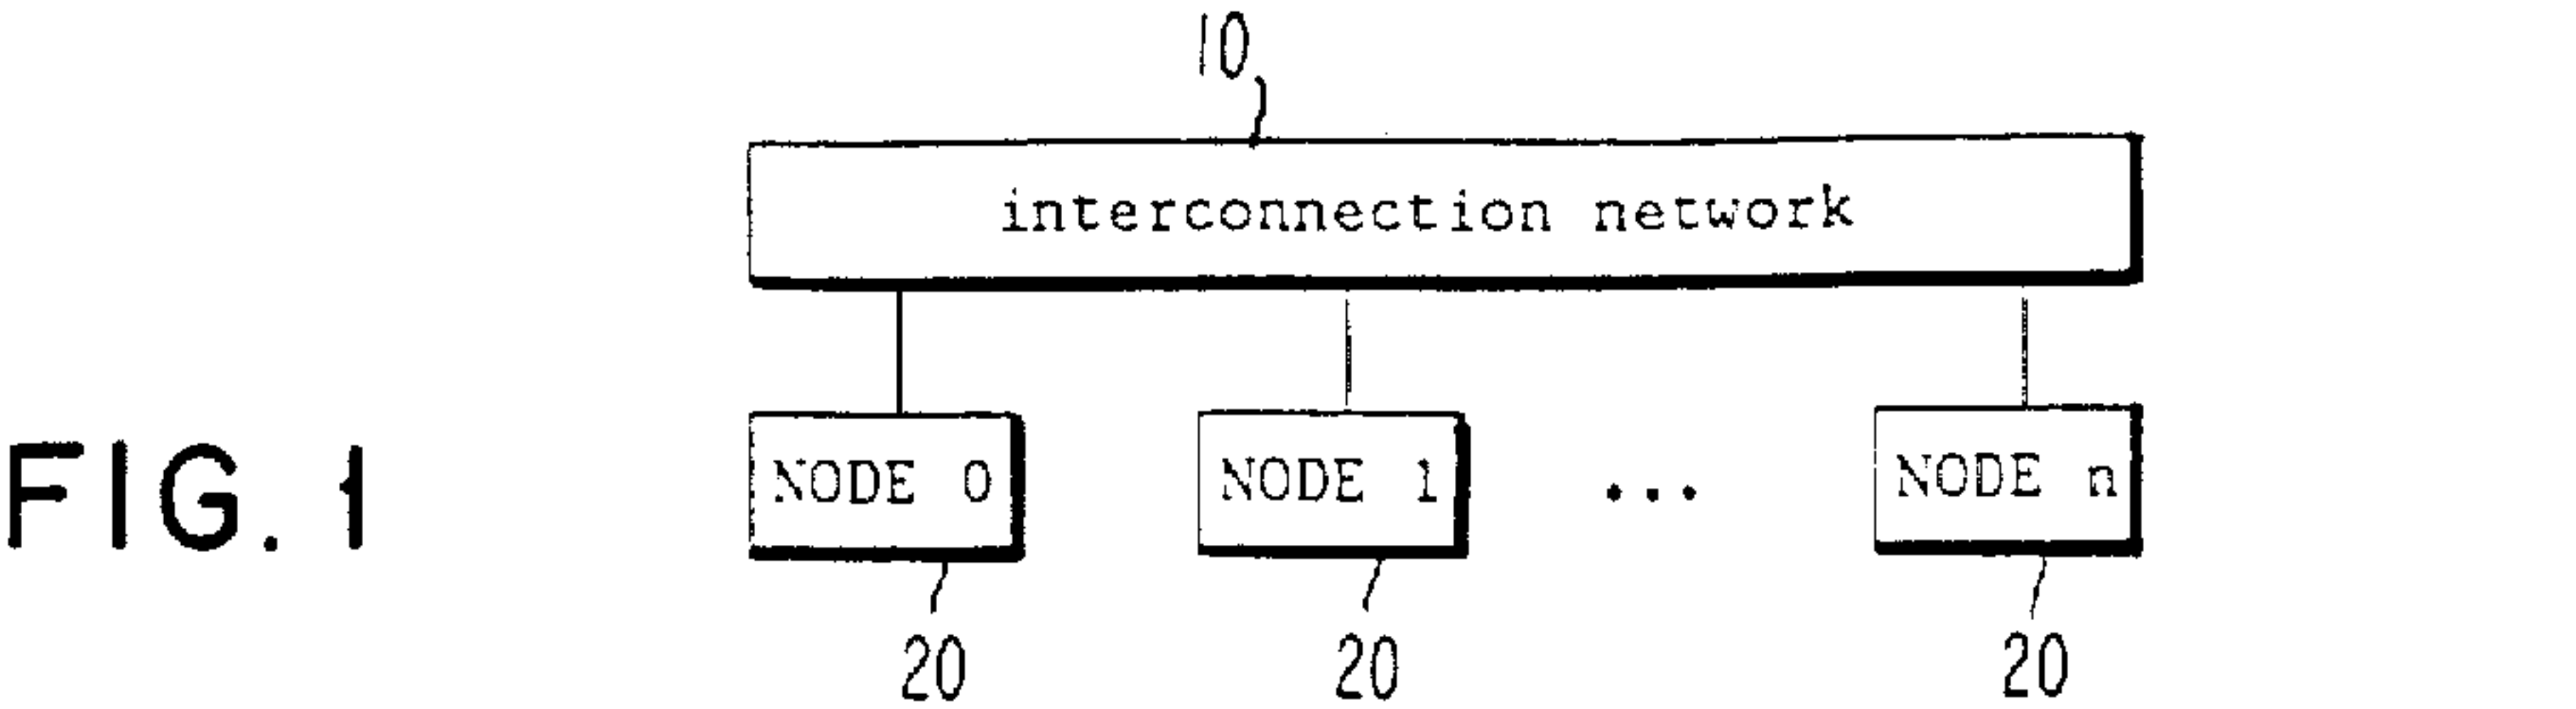 10
interconnection network
FIG. 1
NODE 0
NODE 1
...
NODE n
20
20
20